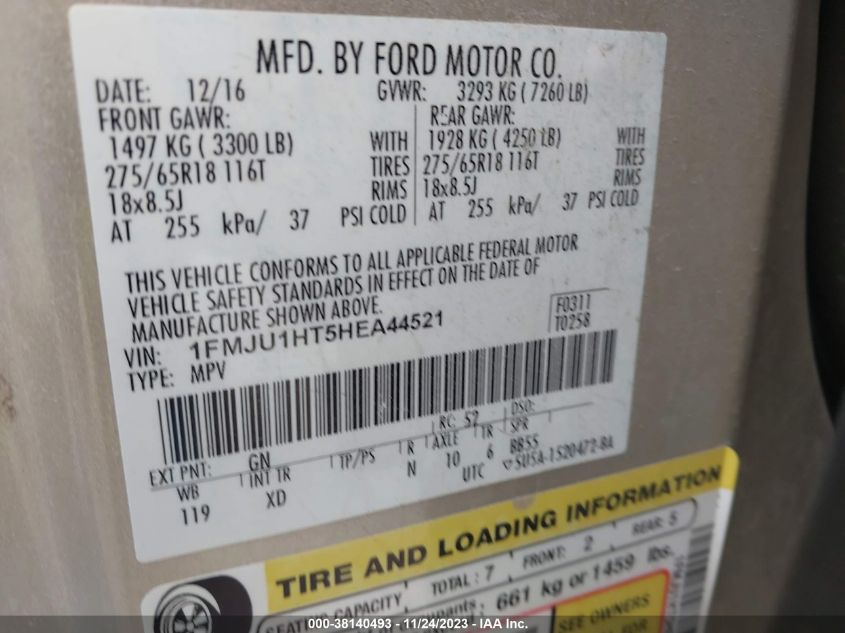 MFD. BY FORD MOTOR CO.
DATE: 12/16 GVWR: 3293 KG ( 7260 LB)
FRONT GAWR: REAR GAWR:
1497 KG ( 3300 LB) WITH 1928 KG ( 4250 LB) WITH
275/65R18 116T TIRES 275/65R18 116T TIRES
18x8.5J RIMS 18x8.5J RIMS
AT 255 kPa/ 37 PSI COLD AT 255 kPa/ 37 PSI COLD
THIS VEHICLE CONFORMS TO ALL APPLICABLE FEDERAL MOTOR
VEHICLE SAFETY STANDARDS IN EFFECT ON THE DATE OF
MANUFACTURE SHOWN ABOVE.
F0311
VIN: 1FMJU1HT5HEA44521 T0258
TYPE: MPV
RC: 52 DSO:
EXT PNT: GN
WB INT TR TP/PS R AXLE TR SPR
119 XD N 10 6 BB55
UTC 5U5A-1520472-BA
TIRE AND LOADING INFORMATION
SEATING CAPACITY TOTAL: 7 FRONT: 2 REAR: 5
661 kg or 1459 lbs.
SEE OWNERS
000-38140493 - 11/24/2023 - IAA Inc.